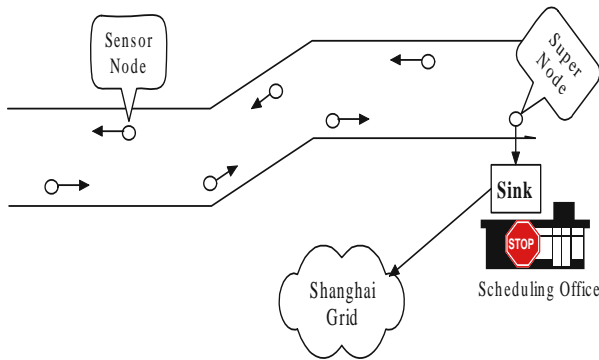 Sensor
Node
Super
Node
Sink
STOP
Shanghai
Grid
Scheduling Office